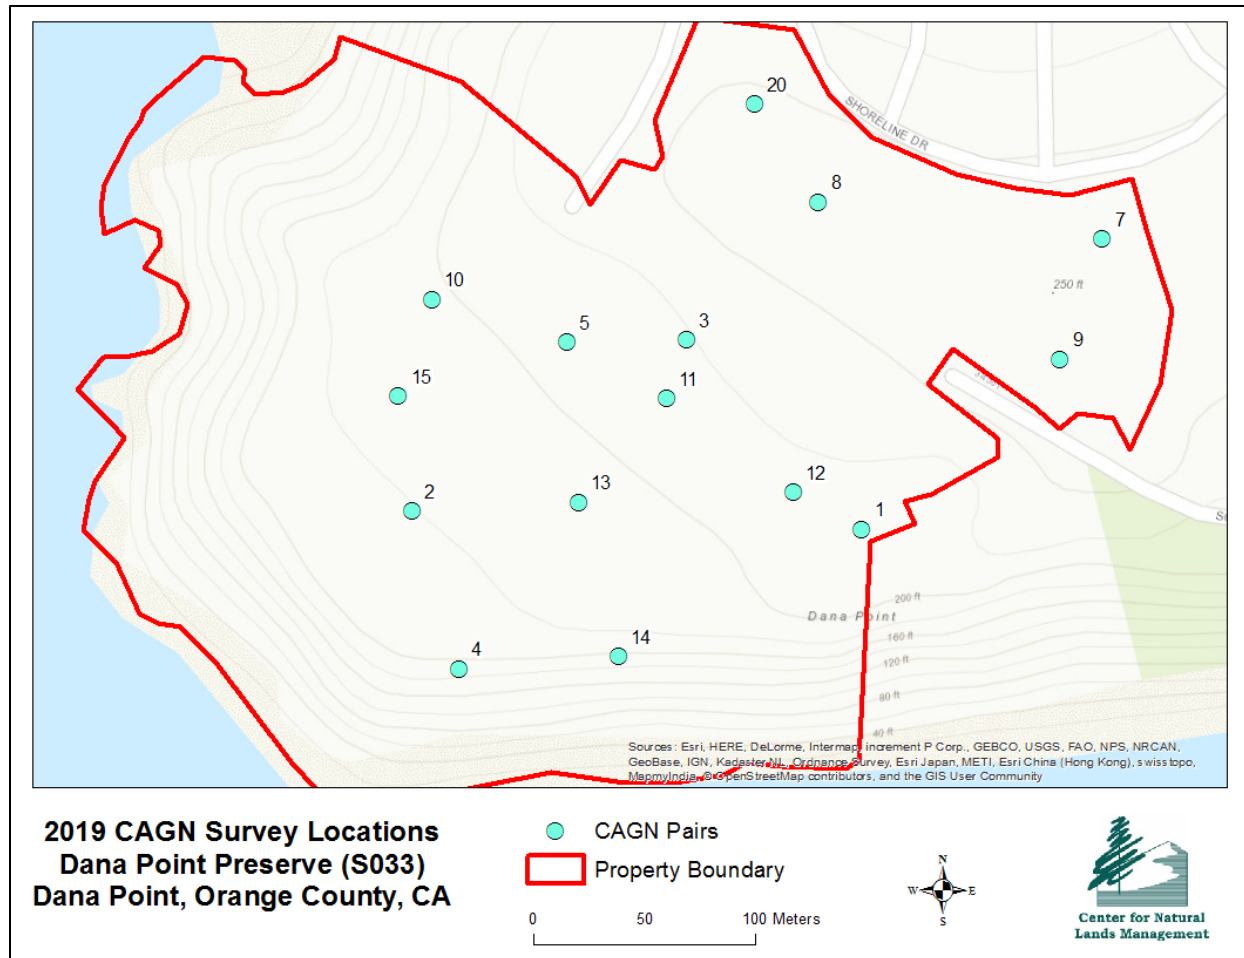 20
SHORELINE DR
8
7
250 ft
10
5
3
9
15
11
2
13
12
1
200 ft
Dana Point
160 ft
14
4
120 ft
80 ft
40 ft
Sources: Esri, HERE, DeLorme, Intermap, increment P Corp., GEBCO, USGS, FAO, NPS, NRCAN,
GeoBase, IGN, Kadaster NL, Ordnance Survey, Esri Japan, METI, Esri China (Hong Kong), swisstopo,
MapmyIndia, © OpenStreetMap contributors, and the GIS User Community
2019 CAGN Survey Locations
Dana Point Preserve (S033)
Dana Point, Orange County, CA
CAGN Pairs
Property Boundary
0 50 100 Meters
N
W E
S
Center for Natural
Lands Management